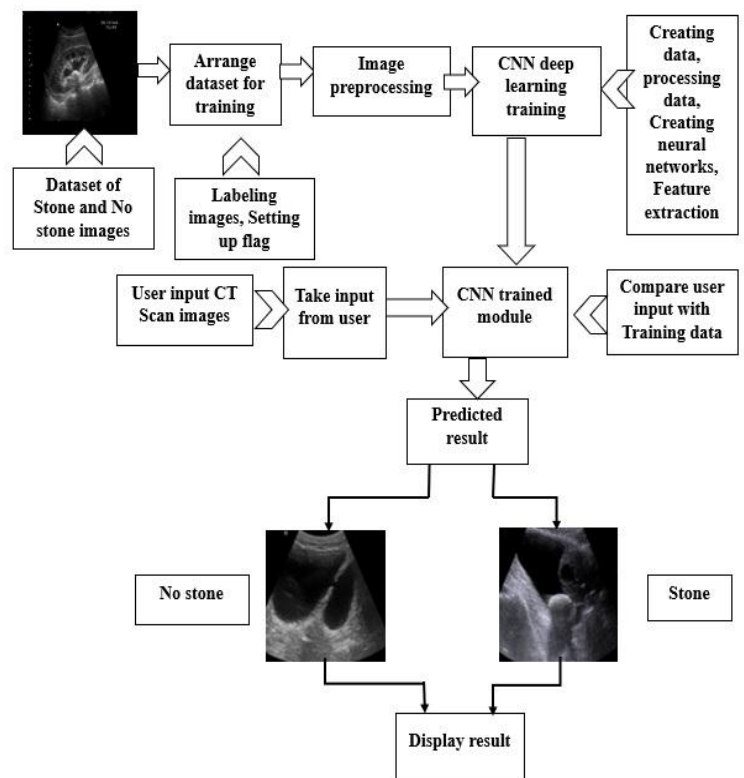 Arrange
dataset for
training
Image
preprocessing
CNN deep
learning
training
Creating
data,
processing
data,
Creating
neural
networks,
Feature
extraction
Dataset of
Stone and No
stone images
Labeling
images, Setting
up flag
User input CT
Scan images
Take input
from user
CNN trained
module
Compare user
input with
Training data
Predicted
result
No stone
Stone
Display result